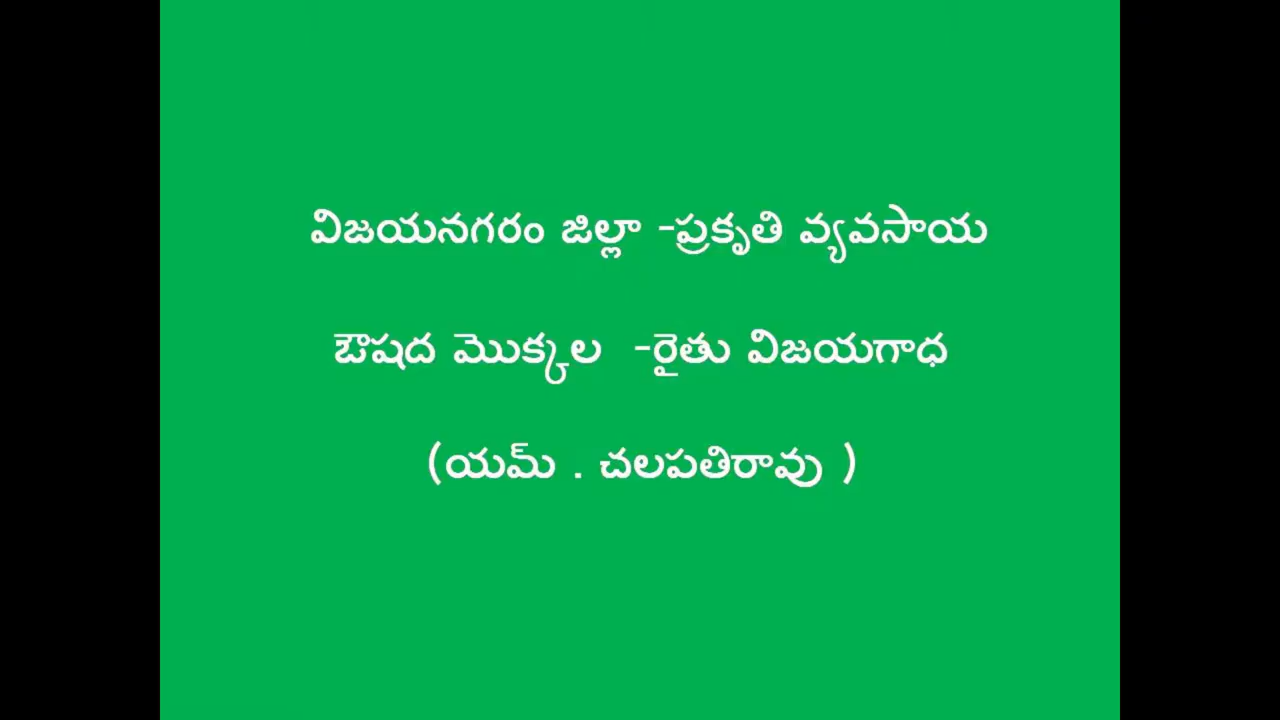 విజయనగరం జిల్లా -ప్రకృతి వ్యవసాయ
ఔషద మొక్కల -రైతు విజయగాధ
(యమ్ . చలపతిరావు )